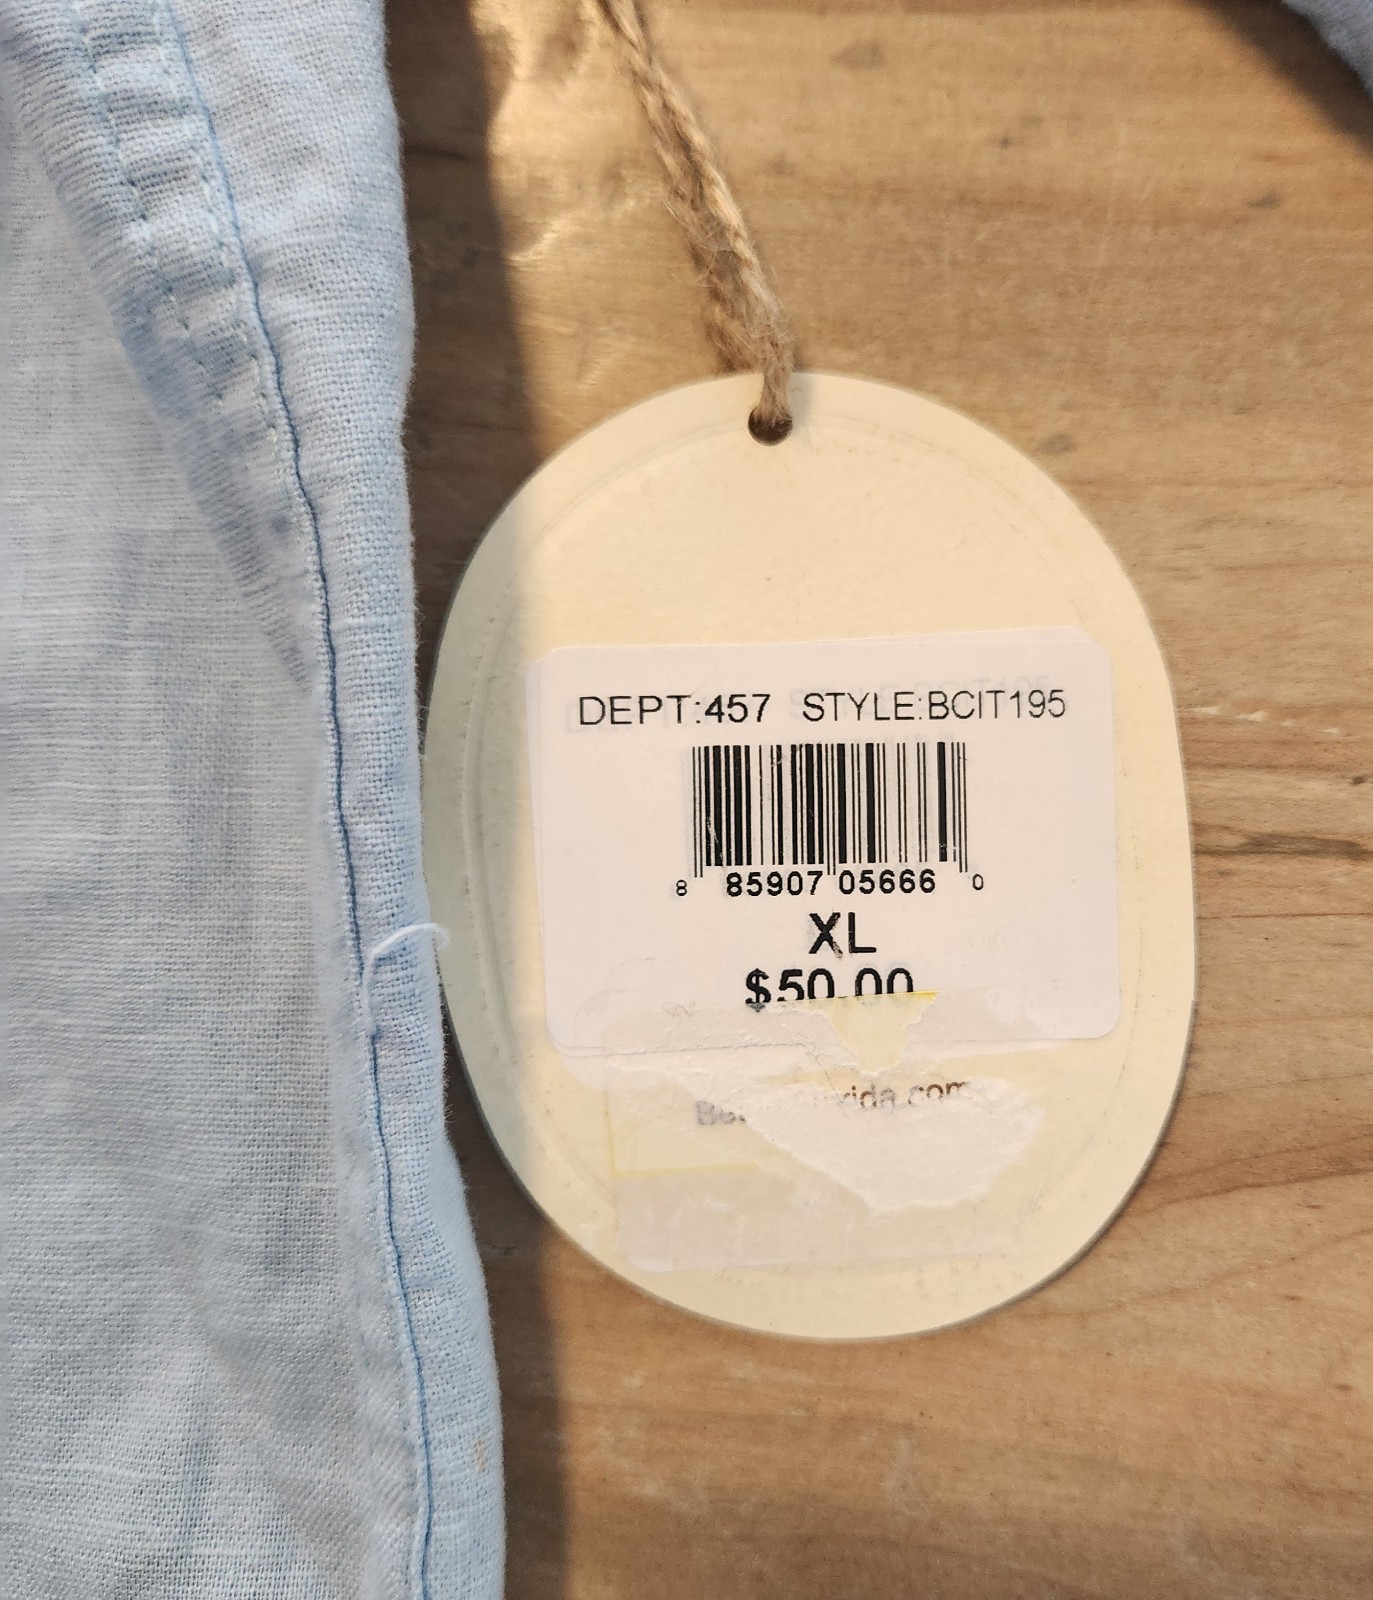 DEPT:457 STYLE:BCIT195
8 85907 05666 0
XL
$50.00